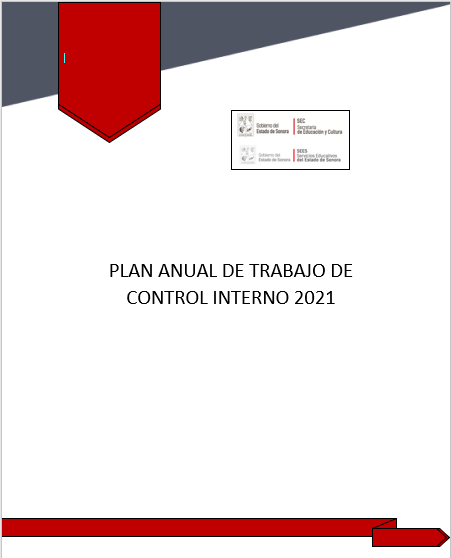 Gobierno del
Estado de Sonora
SEC
Secretaría
de Educación y Cultura
Gobierno del
Estado de Sonora
SEES
Servicios Educativos
del Estado de Sonora
PLAN ANUAL DE TRABAJO DE
CONTROL INTERNO 2021